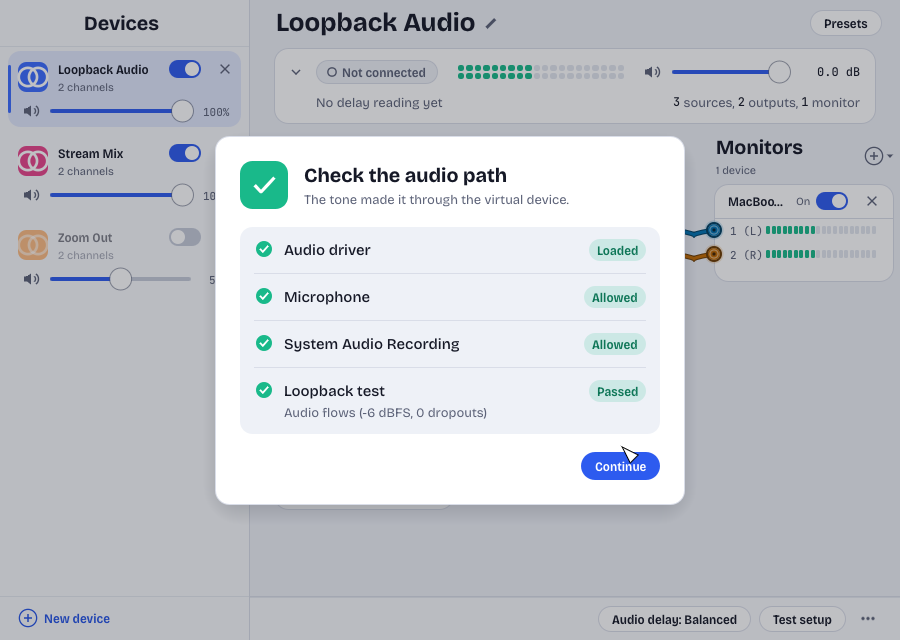 Devices
Loopback Audio
2 channels
100%
Stream Mix
2 channels
Zoom Out
2 channels
New device
Loopback Audio
Presets
Not connected
0.0 dB
No delay reading yet
3 sources, 2 outputs, 1 monitor
Monitors
1 device
MacBoo...
On
1 (L)
2 (R)
Check the audio path
The tone made it through the virtual device.
Audio driver
Loaded
Microphone
Allowed
System Audio Recording
Allowed
Loopback test
Passed
Audio flows (-6 dBFS, 0 dropouts)
Continue
Audio delay: Balanced
Test setup